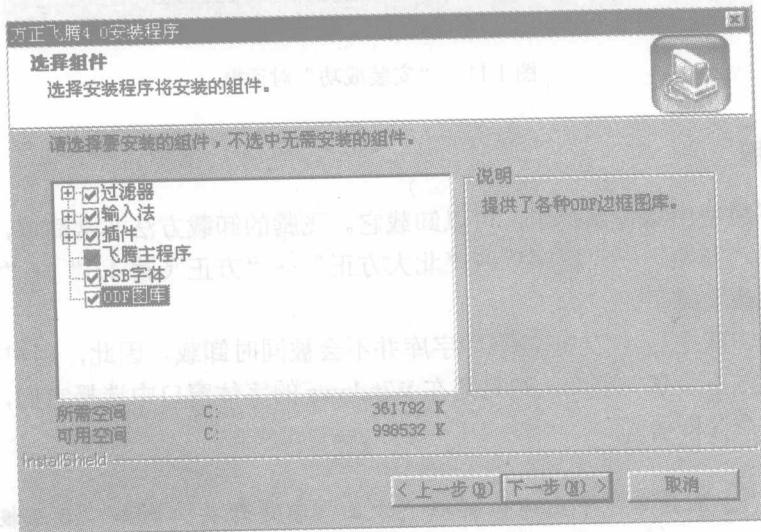 方正飞腾4.0安装程序
选择组件
选择安装程序将安装的组件。
请选择要安装的组件，不选中无需安装的组件。
过滤器
输入法
插件
飞腾主程序
PSB字体
ODF图库
说明
提供了各种ODF边框图库。
所需空间 C: 361792 K
可用空间 C: 998532 K
InstallShield
< 上一步(B) 下一步(N) > 取消